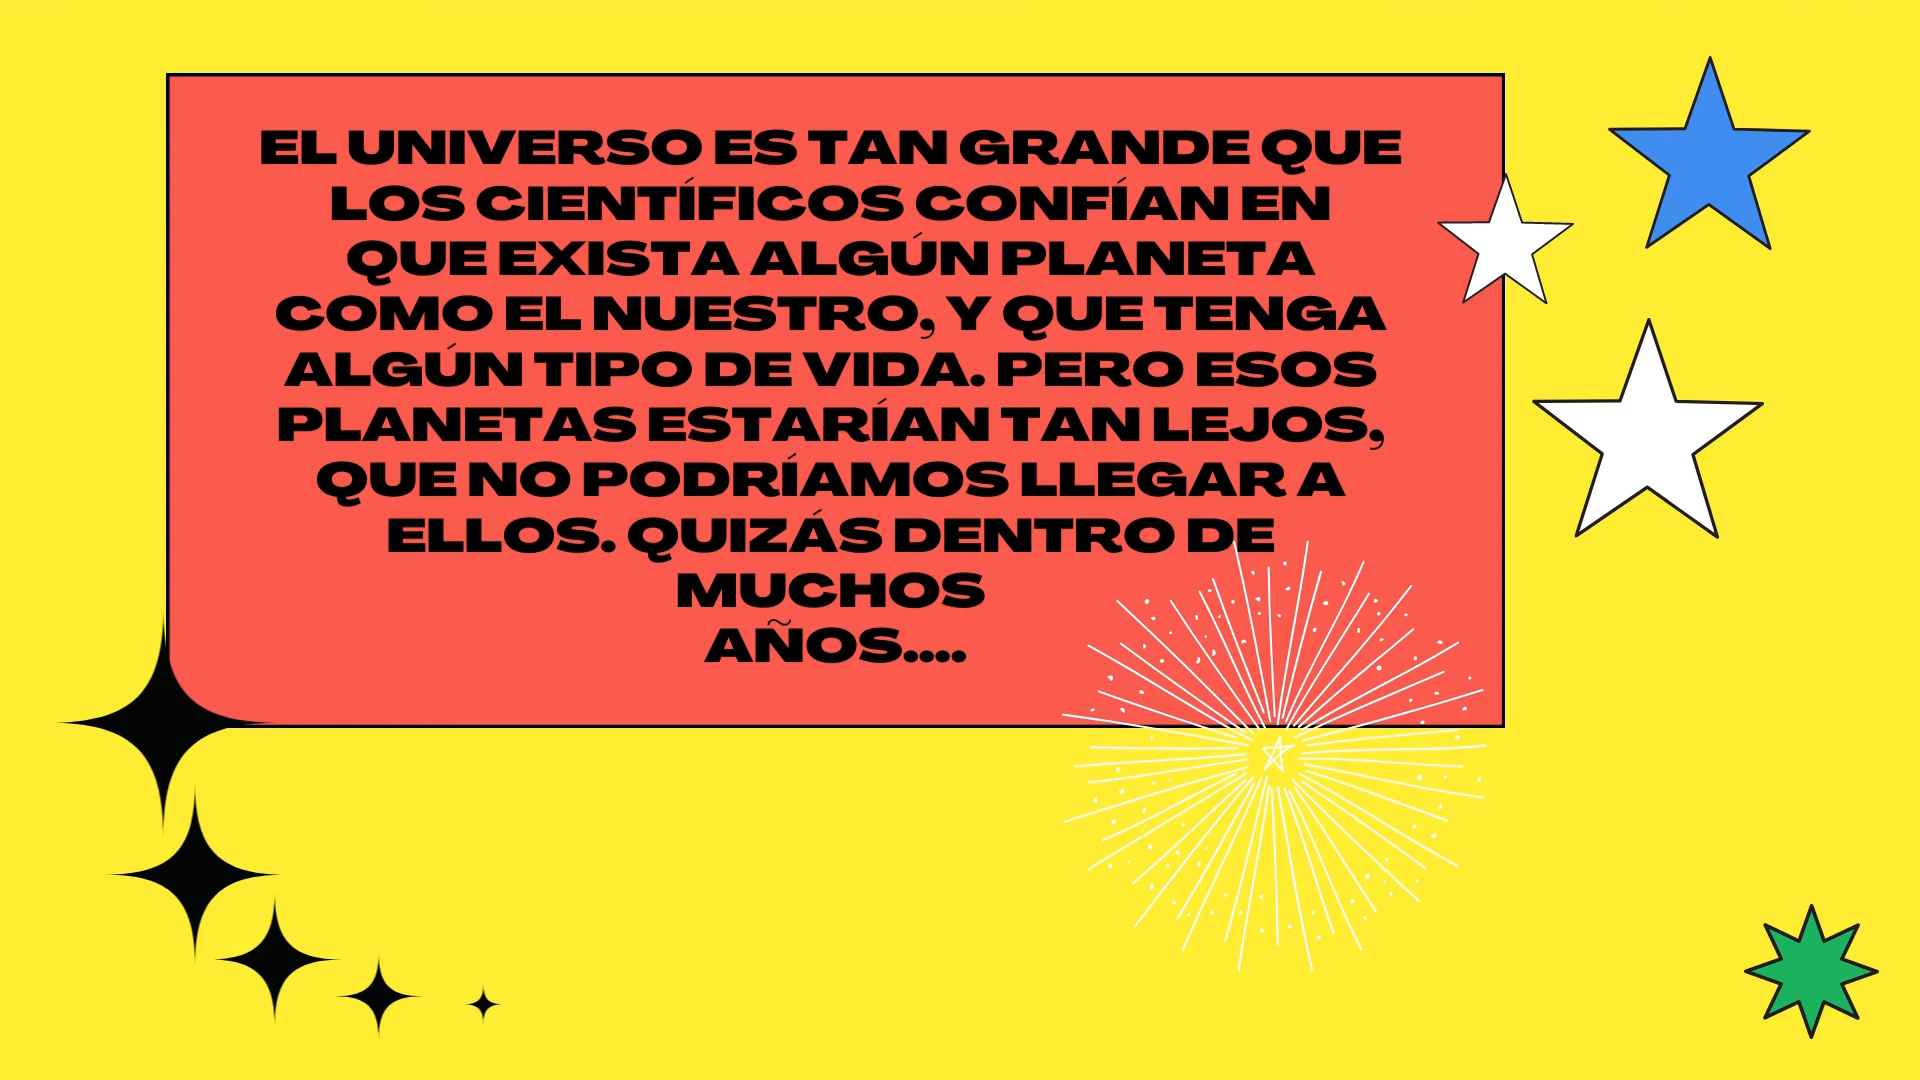 EL UNIVERSO ES TAN GRANDE QUE
LOS CIENTÍFICOS CONFÍAN EN
QUE EXISTA ALGÚN PLANETA
COMO EL NUESTRO, Y QUE TENGA
ALGÚN TIPO DE VIDA. PERO ESOS
PLANETAS ESTARÍAN TAN LEJOS,
QUE NO PODRÍAMOS LLEGAR A
ELLOS. QUIZÁS DENTRO DE
MUCHOS
AÑOS....